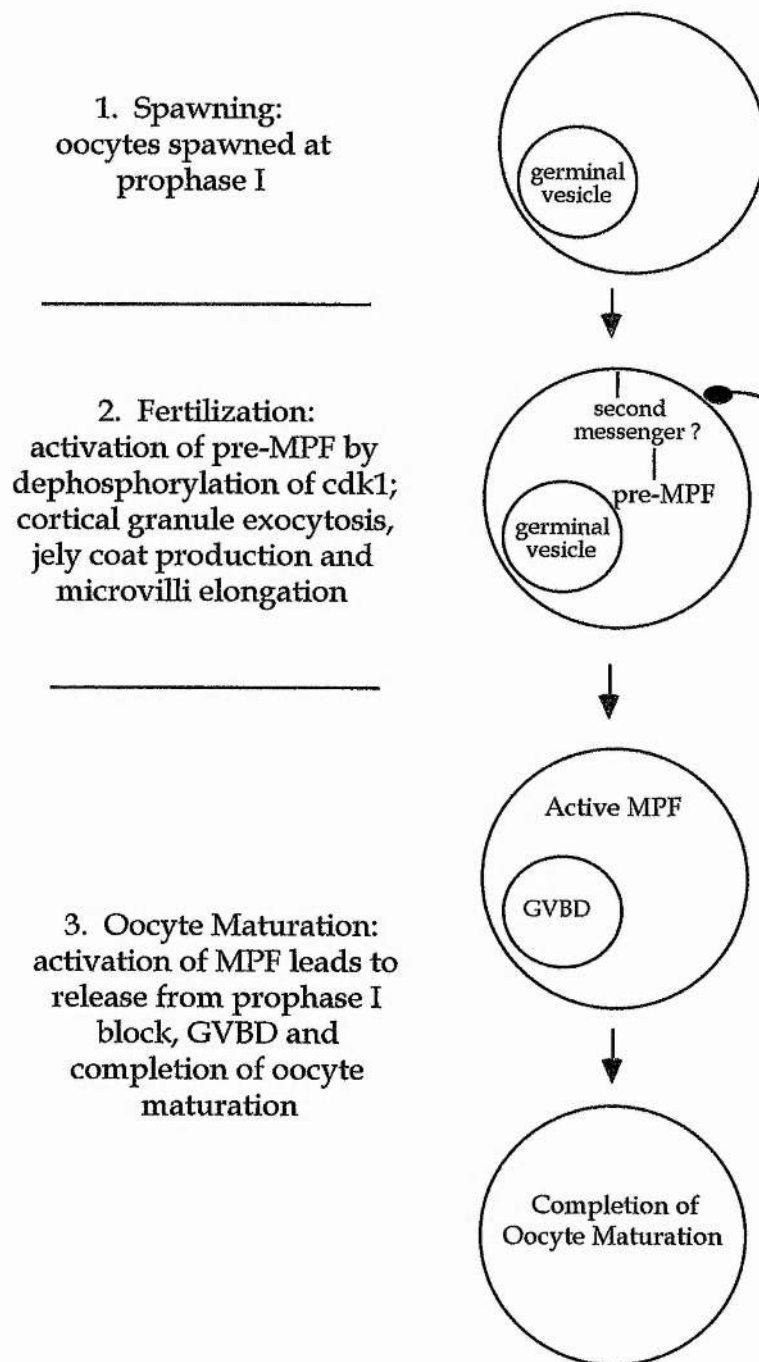 1. Spawning:
oocytes spawned at
prophase I
germinal
vesicle
2. Fertilization:
activation of pre-MPF by
dephosphorylation of cdk1;
cortical granule exocytosis,
jely coat production and
microvilli elongation
second
messenger ?
pre-MPF
germinal
vesicle
3. Oocyte Maturation:
activation of MPF leads to
release from prophase I
block, GVBD and
completion of oocyte
maturation
Active MPF
GVBD
Completion of
Oocyte Maturation